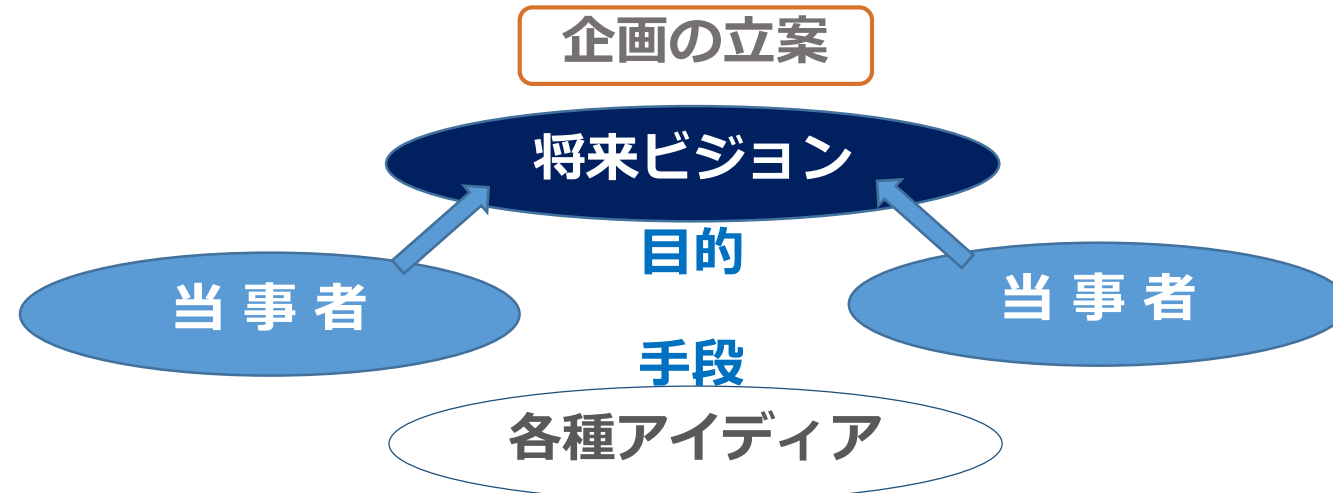 企画の立案
将来ビジョン
目的
当 事 者
当 事 者
手段
各種アイディア